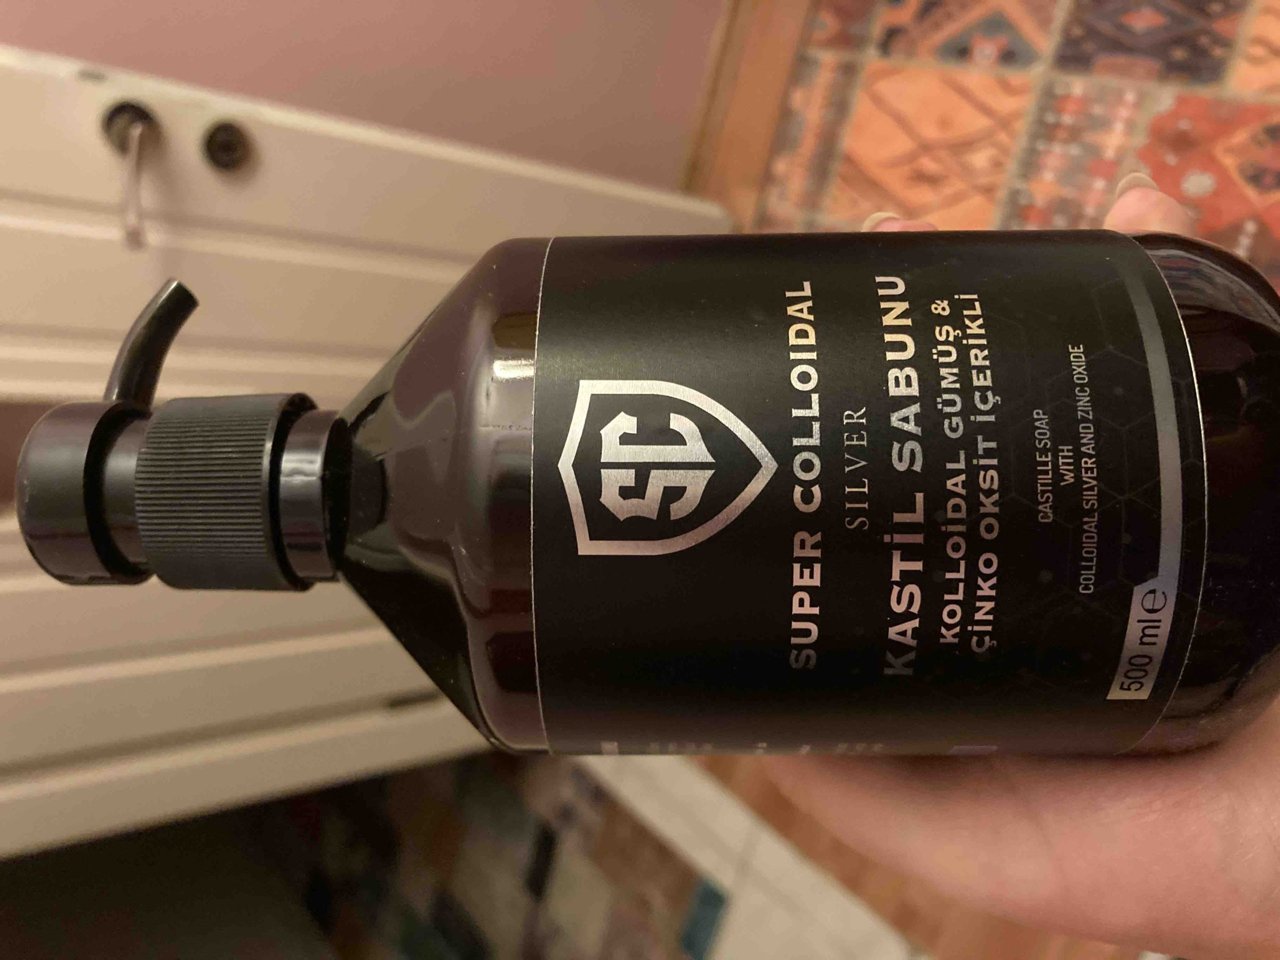 SC
SUPER COLLOIDAL
SILVER
KASTİL SABUNU
KOLLOİDAL GÜMÜŞ &
ÇİNKO OKSİT İÇERİKLİ
CASTILLE SOAP
WITH
COLLOIDAL SILVER AND ZINC OXIDE
500 ml℮